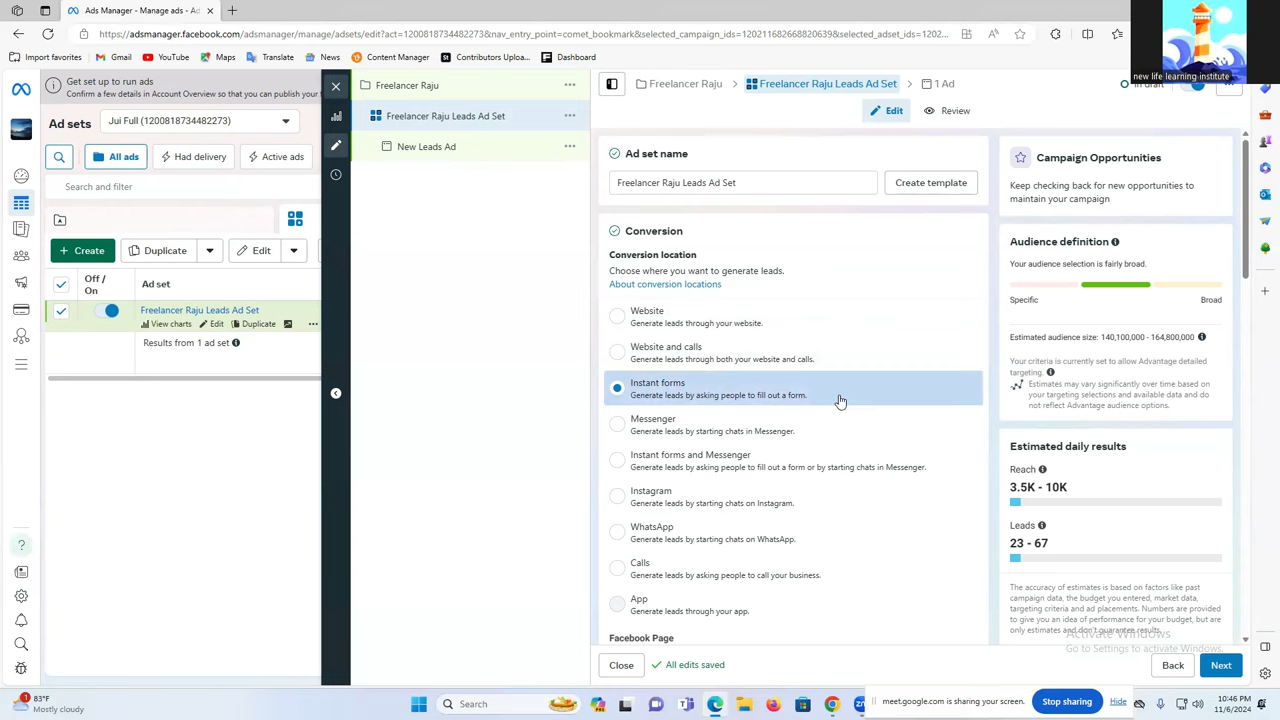 Ads Manager - Manage ads - Ad
https://adsmanager.facebook.com/adsmanager/manage/adsets/edit?act=1200818734482273&nav_entry_point=comet_bookmark&selected_campaign_ids=120211682668820639&selected_adset_ids=1202...
Import favorites
Gmail
YouTube
Maps
Translate
News
Content Manager
Contributors Outlo...
Dashboard
new life learning institute
Get set up to run ads
Confirm a few details in Account Overview so that you can publish your
Ad sets
Jui Full (1200818734482273)
All ads
Had delivery
Active ads
Search and filter
Create
Duplicate
Edit
Off / On
Ad set
Freelancer Raju Leads Ad Set
View charts
Edit
Duplicate
Results from 1 ad set
Freelancer Raju
Freelancer Raju Leads Ad Set
New Leads Ad
Freelancer Raju
Freelancer Raju Leads Ad Set
1 Ad
In draft
Edit
Review
Ad set name
Freelancer Raju Leads Ad Set
Create template
Conversion
Conversion location
Choose where you want to generate leads.
About conversion locations
Website
Generate leads through your website.
Website and calls
Generate leads through both your website and calls.
Instant forms
Generate leads by asking people to fill out a form.
Messenger
Generate leads by starting chats in Messenger.
Instant forms and Messenger
Generate leads by asking people to fill out a form or by starting chats in Messenger.
Instagram
Generate leads by starting chats on Instagram.
WhatsApp
Generate leads by starting chats on WhatsApp.
Calls
Generate leads by asking people to call your business.
App
Generate leads through your app.
Facebook Page
Close
All edits saved
Back
Next
Campaign Opportunities
Keep checking back for new opportunities to
maintain your campaign
Audience definition
Your audience selection is fairly broad.
Specific
Broad
Estimated audience size: 140,100,000 - 164,800,000
Your criteria is currently set to allow Advantage detailed
targeting.
Estimates may vary significantly over time based on
your targeting selections and available data and do
not reflect Advantage audience options.
Estimated daily results
Reach
3.5K - 10K
Leads
23 - 67
The accuracy of estimates is based on factors like past
campaign data, the budget you entered, market data,
targeting criteria and ad placements. Numbers are provided
to give an idea of performance for your budget, but are
only estimates and don't guarantee results.
Activate Windows
Go to Settings to activate Windows.
83°F
Mostly cloudy
Search
meet.google.com is sharing your screen.
Stop sharing
Hide
10:46 PM
11/6/2024